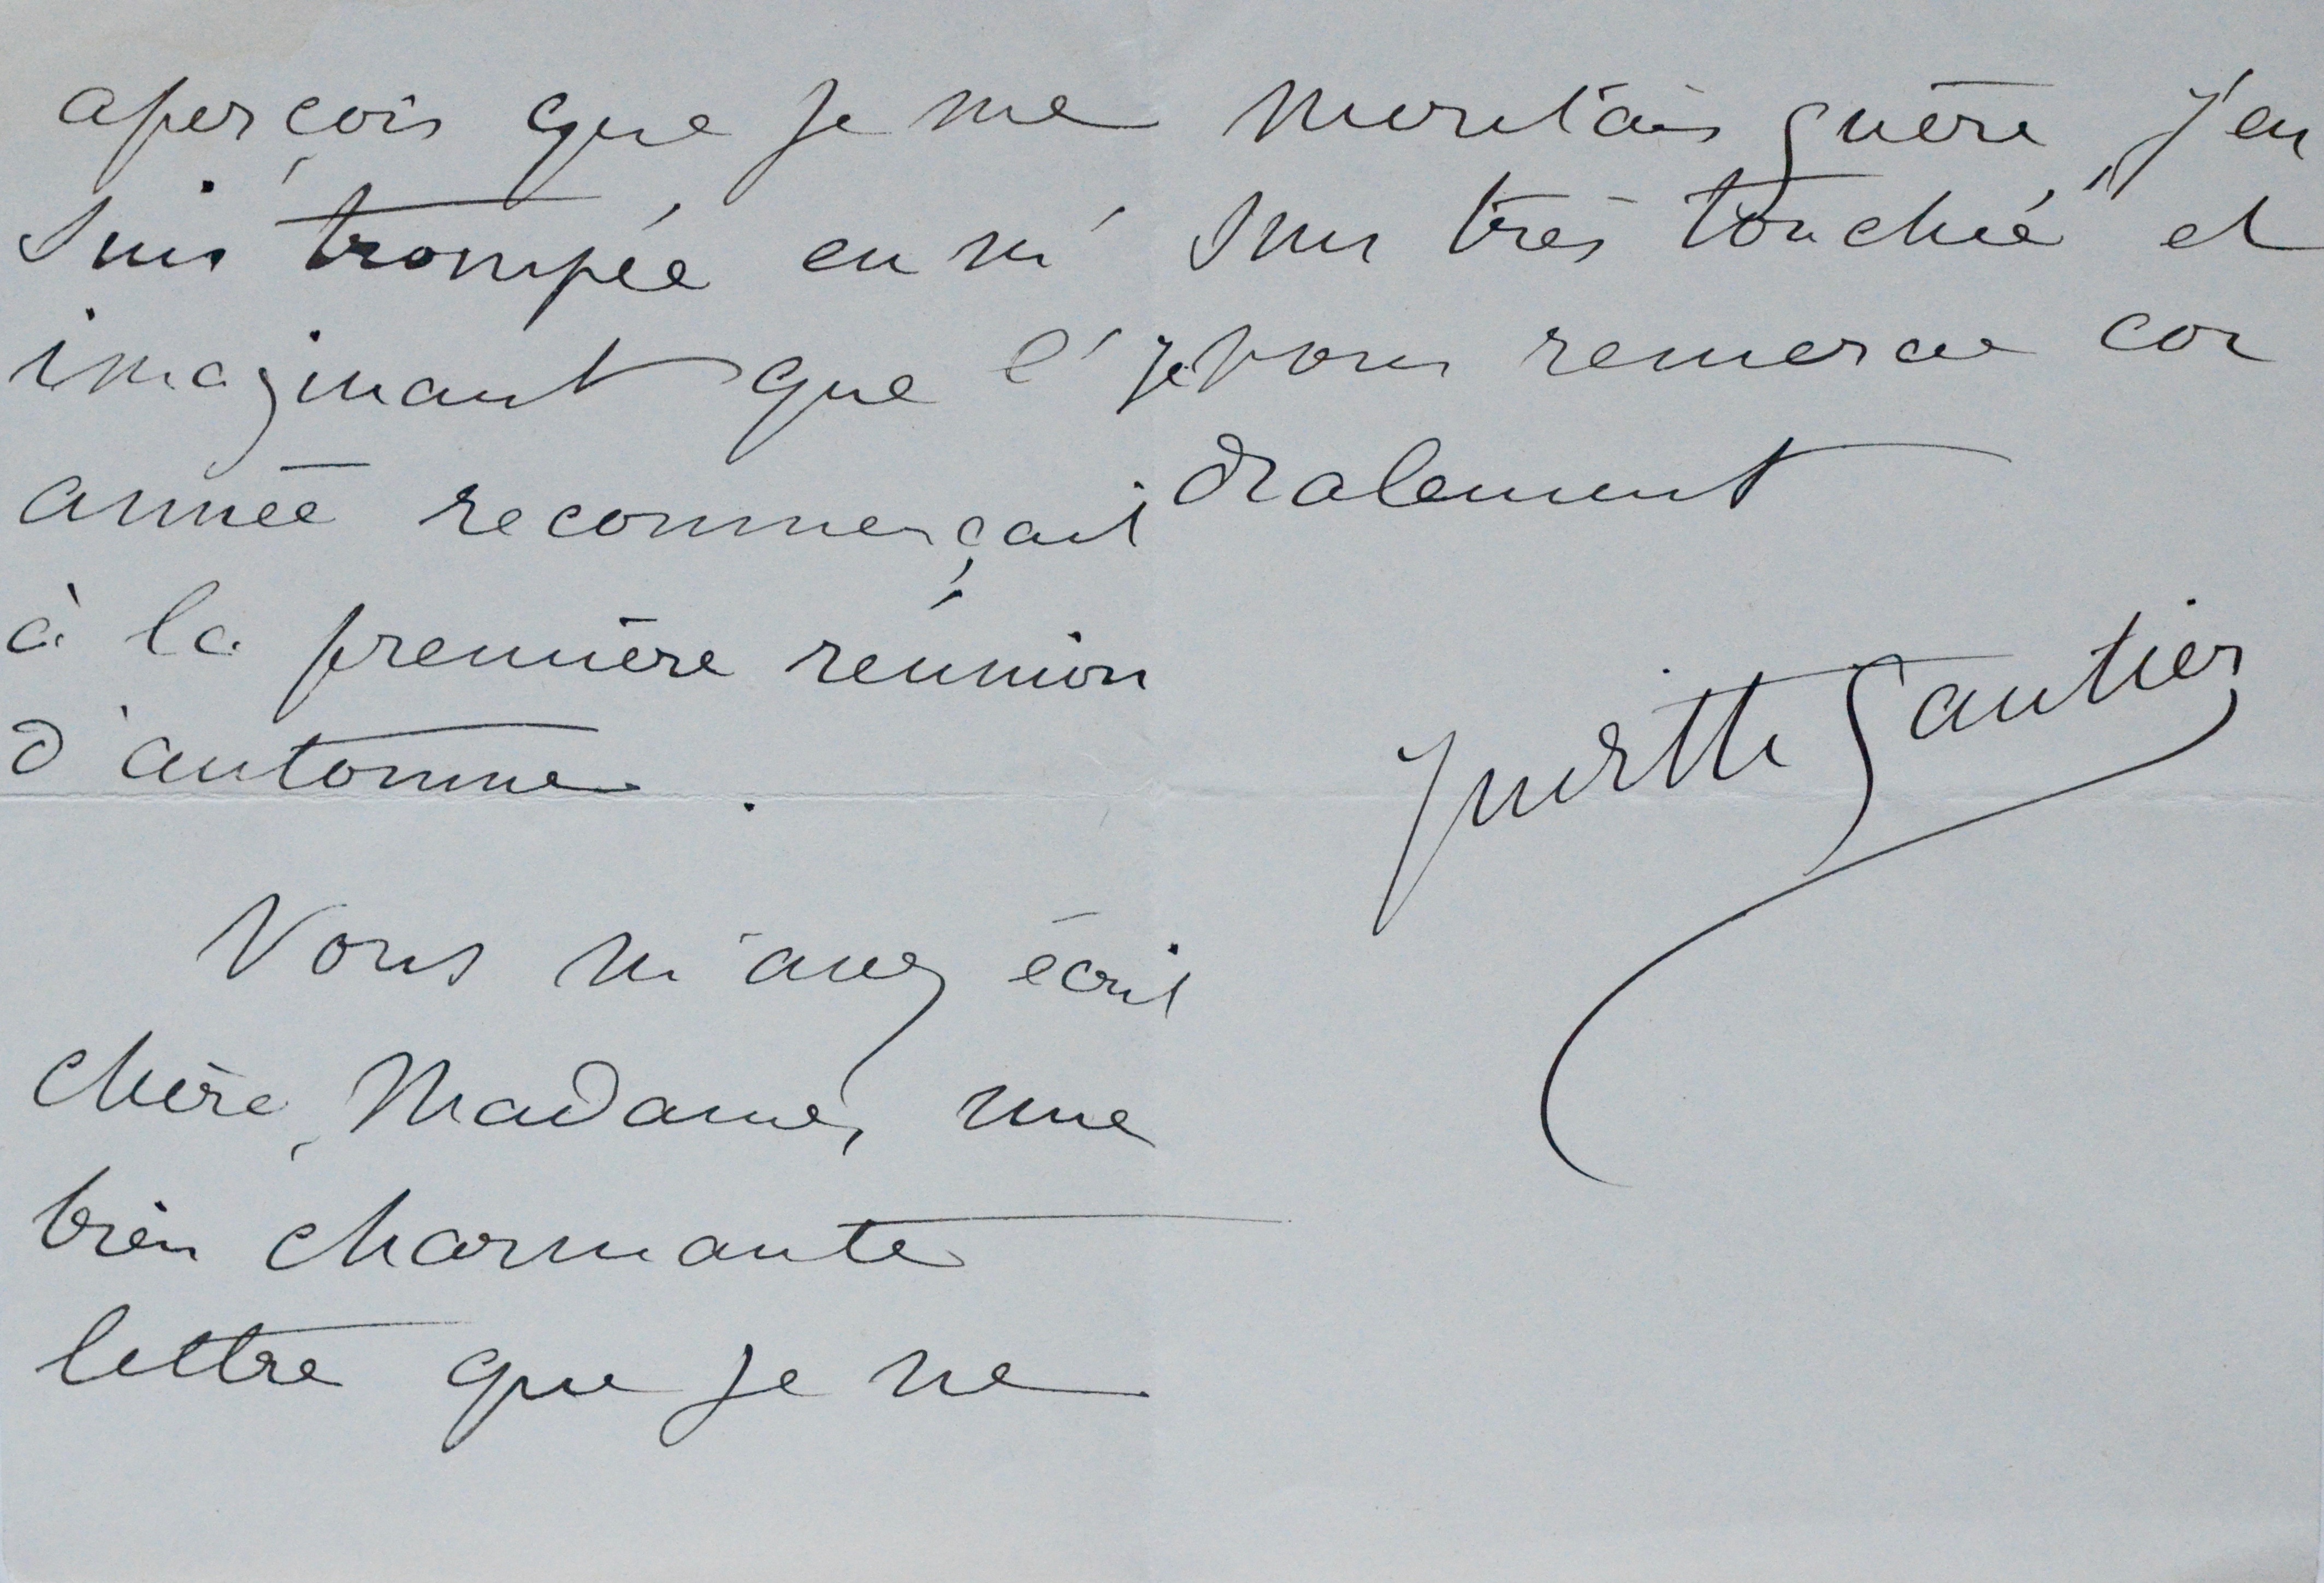 aperçois que je me
suis trompée en m'
imaginant que l'
année recommençait
à la première réunion
d'automne.
Vous m'avez écrit
chère, Madame, une
bien charmante
lettre que je ne
meritais guère, j'en
suis très touchée et
je vous remercie cor
dialement
Judith Gautier